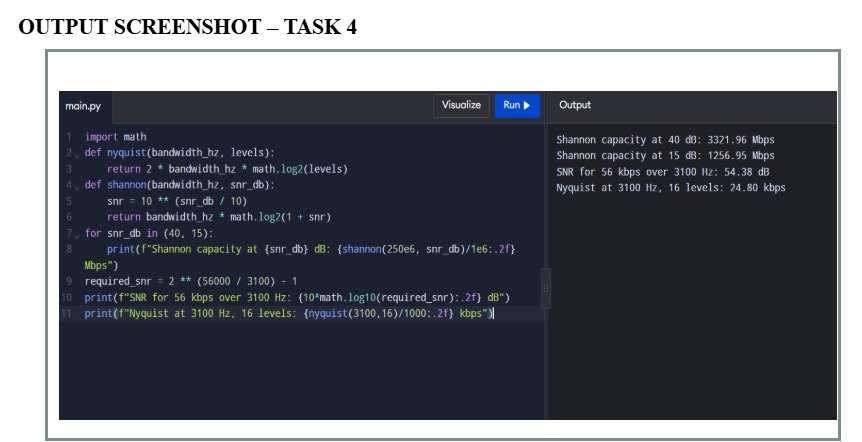 OUTPUT SCREENSHOT – TASK 4
main.py
Visualize
Run
Output
1 import math
2 def nyquist(bandwidth_hz, levels):
3 return 2 * bandwidth_hz * math.log2(levels)
4 def shannon(bandwidth_hz, snr_db):
5 snr = 10 ** (snr_db / 10)
6 return bandwidth_hz * math.log2(1 + snr)
7 for snr_db in (40, 15):
8 print(f"Shannon capacity at {snr_db} dB: {shannon(250e6, snr_db)/1e6:.2f}
Mbps")
9 required_snr = 2 ** (56000 / 3100) - 1
10 print(f"SNR for 56 kbps over 3100 Hz: {10*math.log10(required_snr):.2f} dB")
11 print(f"Nyquist at 3100 Hz, 16 levels: {nyquist(3100,16)/1000:.2f} kbps")
Shannon capacity at 40 dB: 3321.96 Mbps
Shannon capacity at 15 dB: 1256.95 Mbps
SNR for 56 kbps over 3100 Hz: 54.38 dB
Nyquist at 3100 Hz, 16 levels: 24.80 kbps